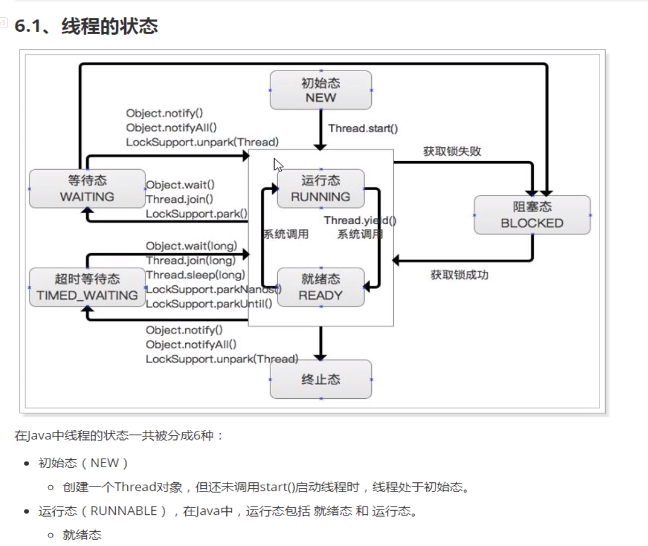 6.1、线程的状态
初始态
NEW
Object.notify()
Object.notifyAll()
LockSupport.unpark(Thread)
Thread.start()
获取锁失败
等待态
WAITING
Object.wait()
Thread.join()
LockSupport.park()
运行态
RUNNING
Thread.yield()
系统调用
系统调用
阻塞态
BLOCKED
Object.wait(long)
Thread.join(long)
Thread.sleep(long)
LockSupport.parkNanos()
LockSupport.parkUntil()
超时等待态
TIMED_WAITING
就绪态
READY
获取锁成功
Object.notify()
Object.notifyAll()
LockSupport.unpark(Thread)
终止态
在Java中线程的状态一共被分成6种：
初始态（NEW）
创建一个Thread对象，但还未调用start()启动线程时，线程处于初始态。
运行态（RUNNABLE），在Java中，运行态包括 就绪态 和 运行态。
就绪态